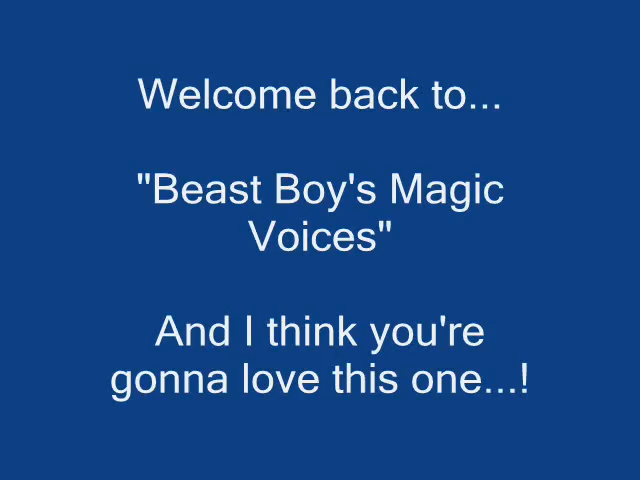 Welcome back to...
"Beast Boy's Magic
Voices"
And I think you're
gonna love this one...!